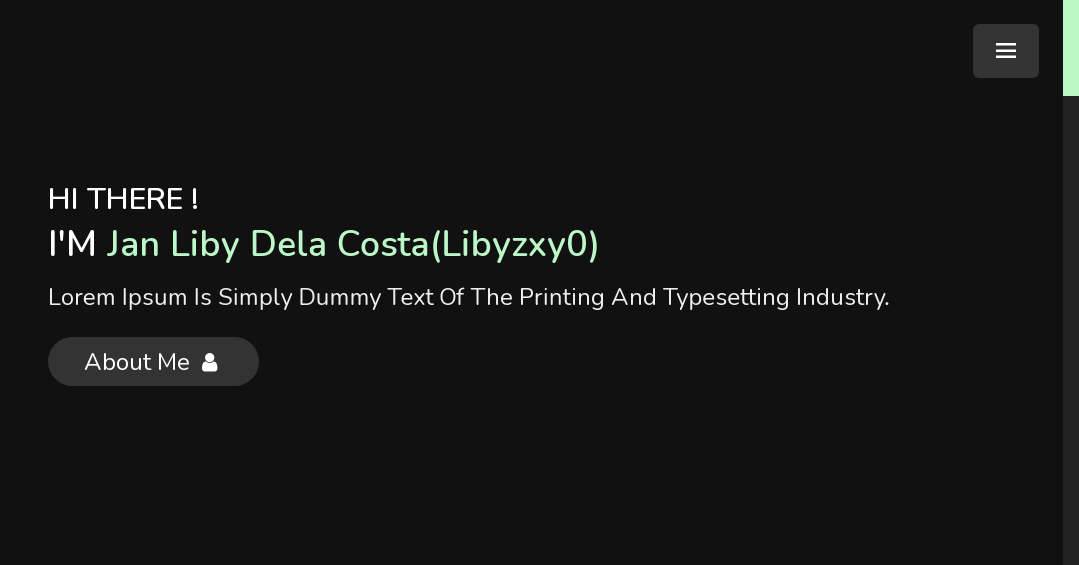 HI THERE !
I'M Jan Liby Dela Costa(Libyzxy0)
Lorem Ipsum Is Simply Dummy Text Of The Printing And Typesetting Industry.
About Me